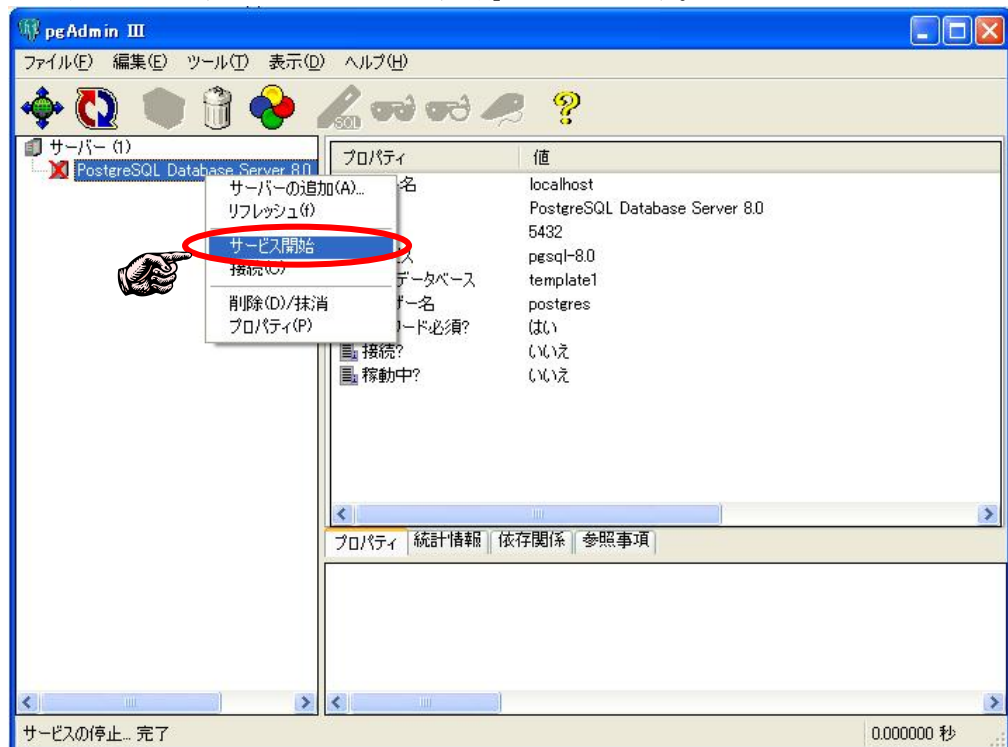 pgAdmin III
ファイル(F) 編集(E) ツール(T) 表示(D) ヘルプ(H)
SQL
サーバー (1)
PostgreSQL Database Server 8.0
サーバーの追加(A)...
リフレッシュ(f)
サービス開始
接続(C)
削除(D)/抹消
プロパティ(P)
プロパティ 値
名 localhost
PostgreSQL Database Server 8.0
5432
ス pgsql-8.0
データベース template1
ザー名 postgres
ワード必須? はい
接続? いいえ
稼動中? いいえ
プロパティ 統計情報 依存関係 参照事項
サービスの停止... 完了 0.000000 秒